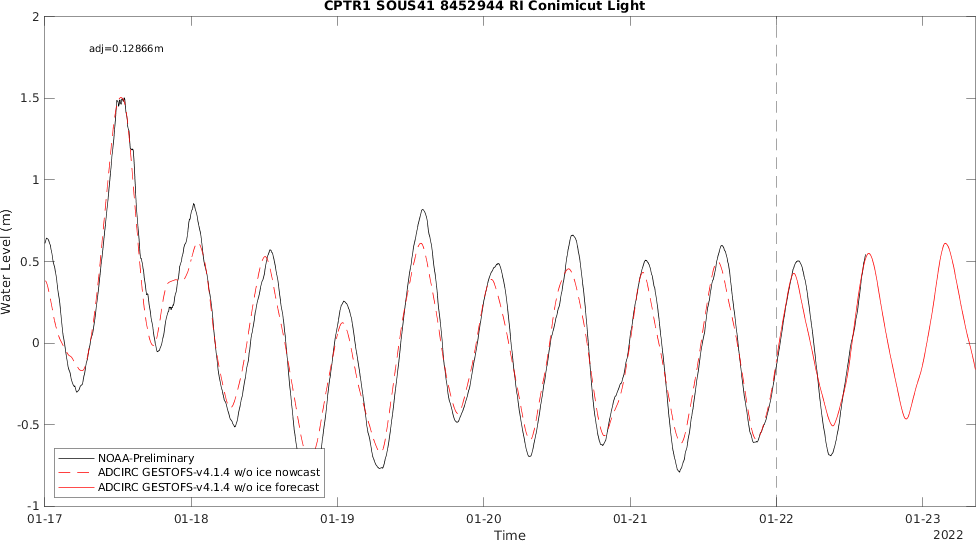 CPTR1 SOUS41 8452944 RI Conimicut Light
adj=0.12866m
2
1.5
1
0.5
0
-0.5
-1
Water Level (m)
NOAA-Preliminary
ADCIRC GESTOFS-v4.1.4 w/o ice nowcast
ADCIRC GESTOFS-v4.1.4 w/o ice forecast
01-17 01-18 01-19 01-20 01-21 01-22 01-23
Time
2022